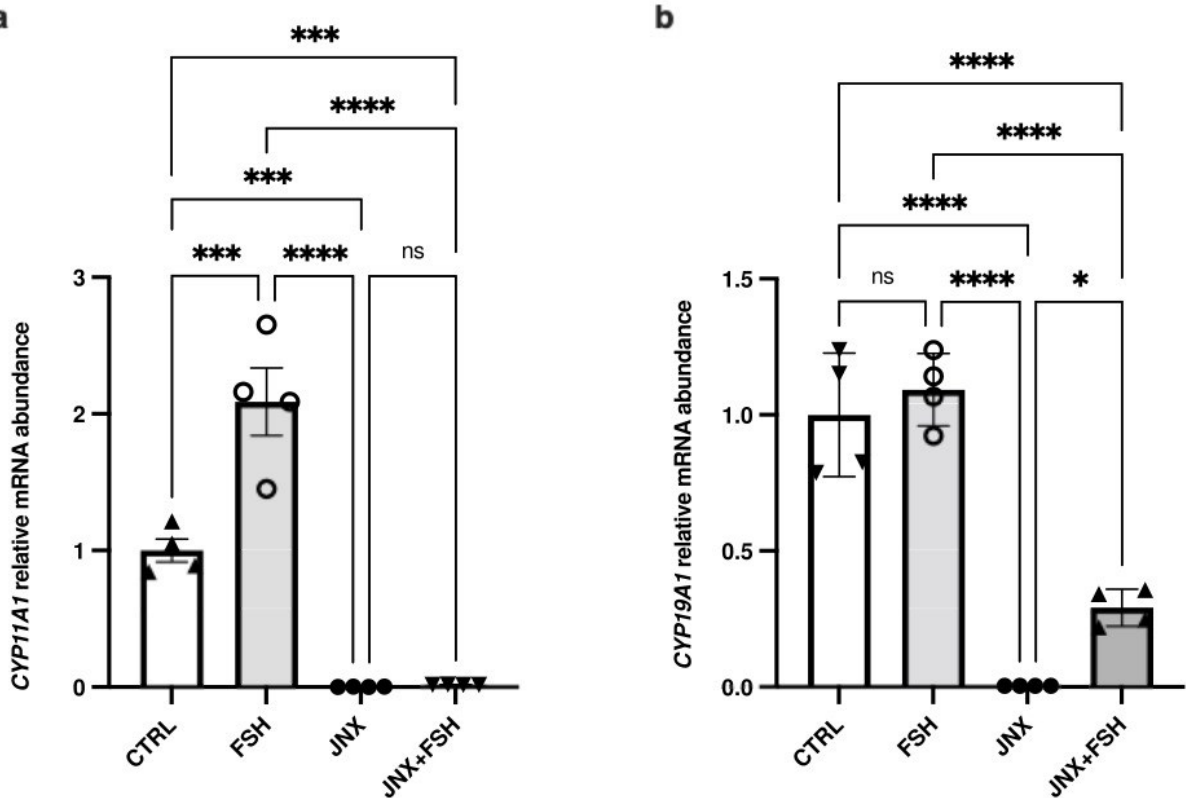 a
b
***
****
***
*** **** ns
3
2
1
0
CYP11A1 relative mRNA abundance
CTRL
FSH
JNX
JNX+FSH
****
****
****
ns **** *
1.5
1.0
0.5
0.0
CYP19A1 relative mRNA abundance
CTRL
FSH
JNX
JNX+FSH